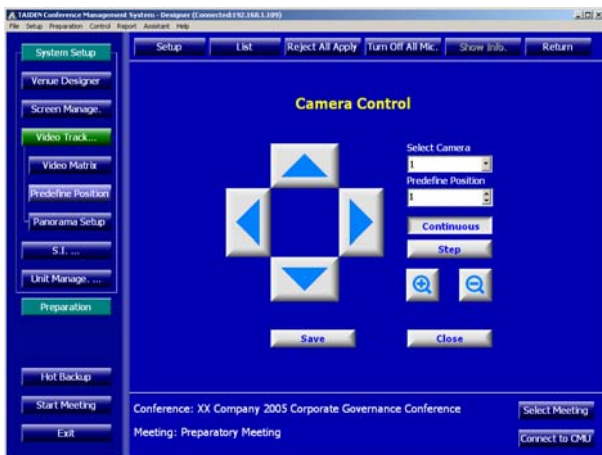 TAIDEN Conference Management System - Designer (Connected:192.168.1.109)
File Setup Preparation Control Report Assistant Help
System Setup
Venue Designer
Screen Manage.
Video Track...
Video Matrix
Predefine Position
Panorama Setup
S.I. ...
Unit Manage. ...
Preparation
Hot Backup
Start Meeting
Exit
Setup List Reject All Apply Turn Off All Mic. Show Info. Return
Camera Control
Select Camera
1
Predefine Position
1
Continuous
Step
Save Close
Conference: XX Company 2005 Corporate Governance Conference
Meeting: Preparatory Meeting
Select Meeting
Connect to CMU